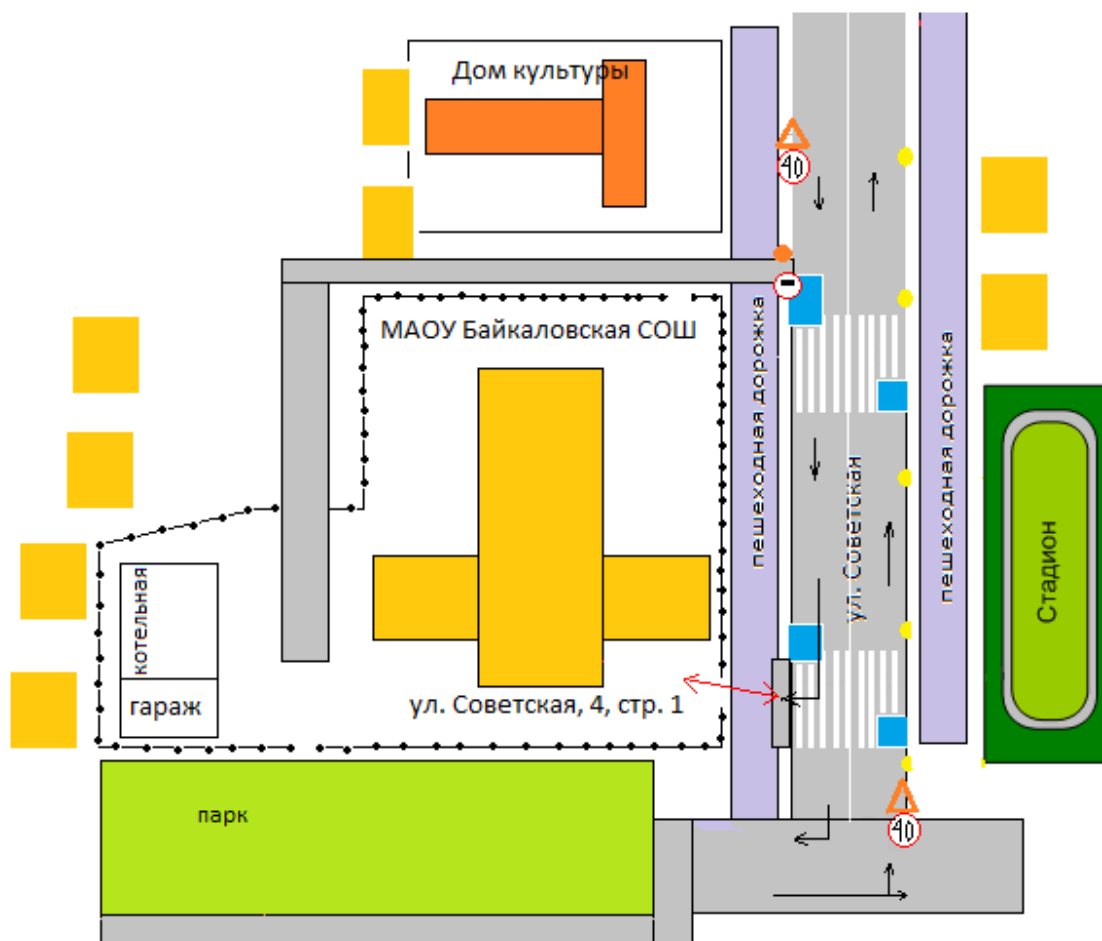 Дом культуры
40
МАОУ Байкаловская СОШ
пешеходная дорожка
ул. Советская
пешеходная дорожка
Стадион
котельная
гараж
ул. Советская, 4, стр. 1
парк
40